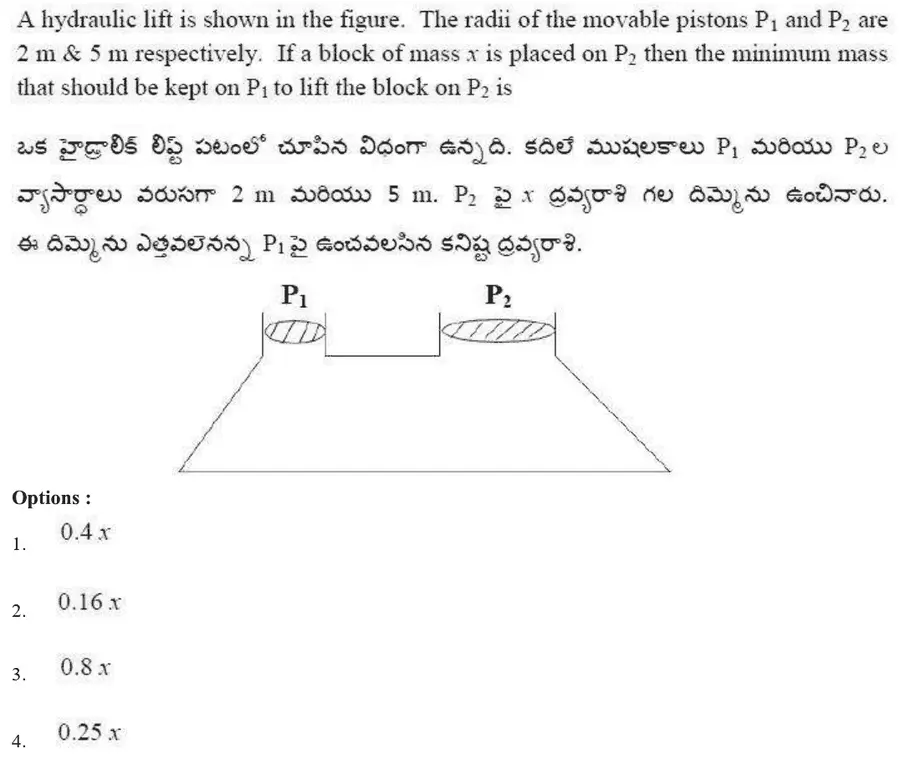 A hydraulic lift is shown in the figure. The radii of the movable pistons P₁ and P₂ are
2 m & 5 m respectively. If a block of mass x is placed on P₂ then the minimum mass
that should be kept on P₁ to lift the block on P₂ is
ఒక హైడ్రాలిక్ లిఫ్ట్ పటంలో చూపిన విధంగా ఉన్నది. కదిలే ముషలకాలు P₁ మరియు P₂ ల
వ్యాసార్ధాలు వరుసగా 2 m మరియు 5 m. P₂ పై x ద్రవ్యరాశి గల దిమ్మెను ఉంచినారు.
ఈ దిమ్మెను ఎత్తవలెనన్న P₁ పై ఉంచవలసిన కనిష్ట ద్రవ్యరాశి.
P₁ P₂
Options :
1. 0.4 x
2. 0.16 x
3. 0.8 x
4. 0.25 x